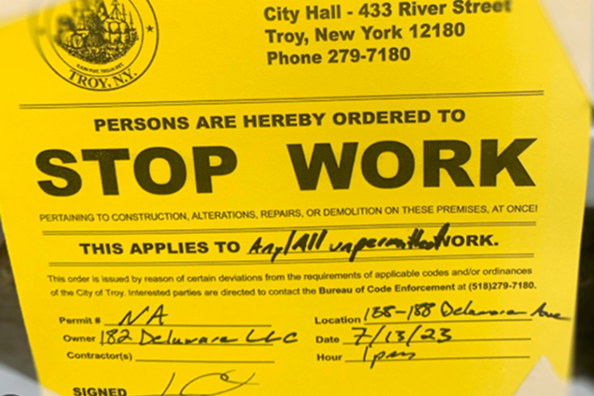 City Hall - 433 River Street
Troy, New York 12180
Phone 279-7180
TROY, N.Y.
PERSONS ARE HEREBY ORDERED TO
STOP WORK
PERTAINING TO CONSTRUCTION, ALTERATIONS, REPAIRS, OR DEMOLITION ON THESE PREMISES, AT ONCE!
THIS APPLIES TO Any/All unpermitted WORK.
This order is issued by reason of certain deviations from the requirements of applicable codes and/or ordinances
of the City of Troy. Interested parties are directed to contact the Bureau of Code Enforcement at (518)279-7180.
Permit # NA Location -188 Delaware Ave
Owner 182 Delaware LLC Date 7/13/23
Contractor(s) Hour 1pm
SIGNED